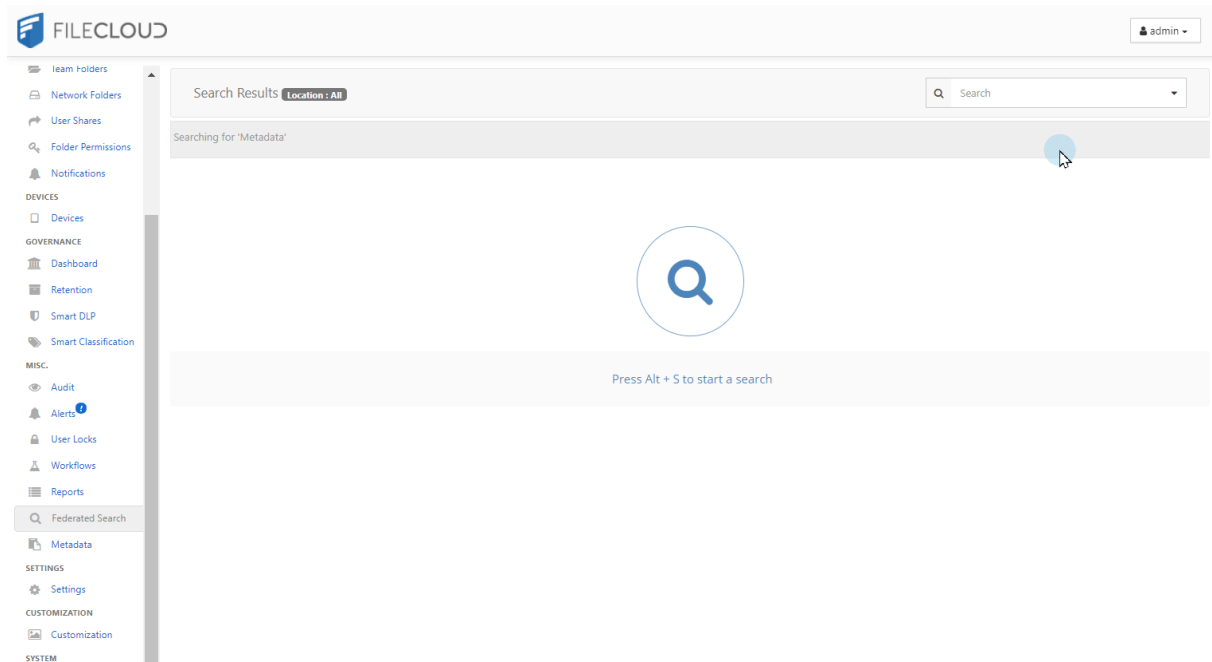 FILECLOUD
admin
Team Folders
Network Folders
User Shares
Folder Permissions
Notifications
DEVICES
Devices
GOVERNANCE
Dashboard
Retention
Smart DLP
Smart Classification
MISC.
Audit
Alerts
User Locks
Workflows
Reports
Federated Search
Metadata
SETTINGS
Settings
CUSTOMIZATION
Customization
SYSTEM
Search Results Location : All
Search
Searching for 'Metadata'
Press Alt + S to start a search